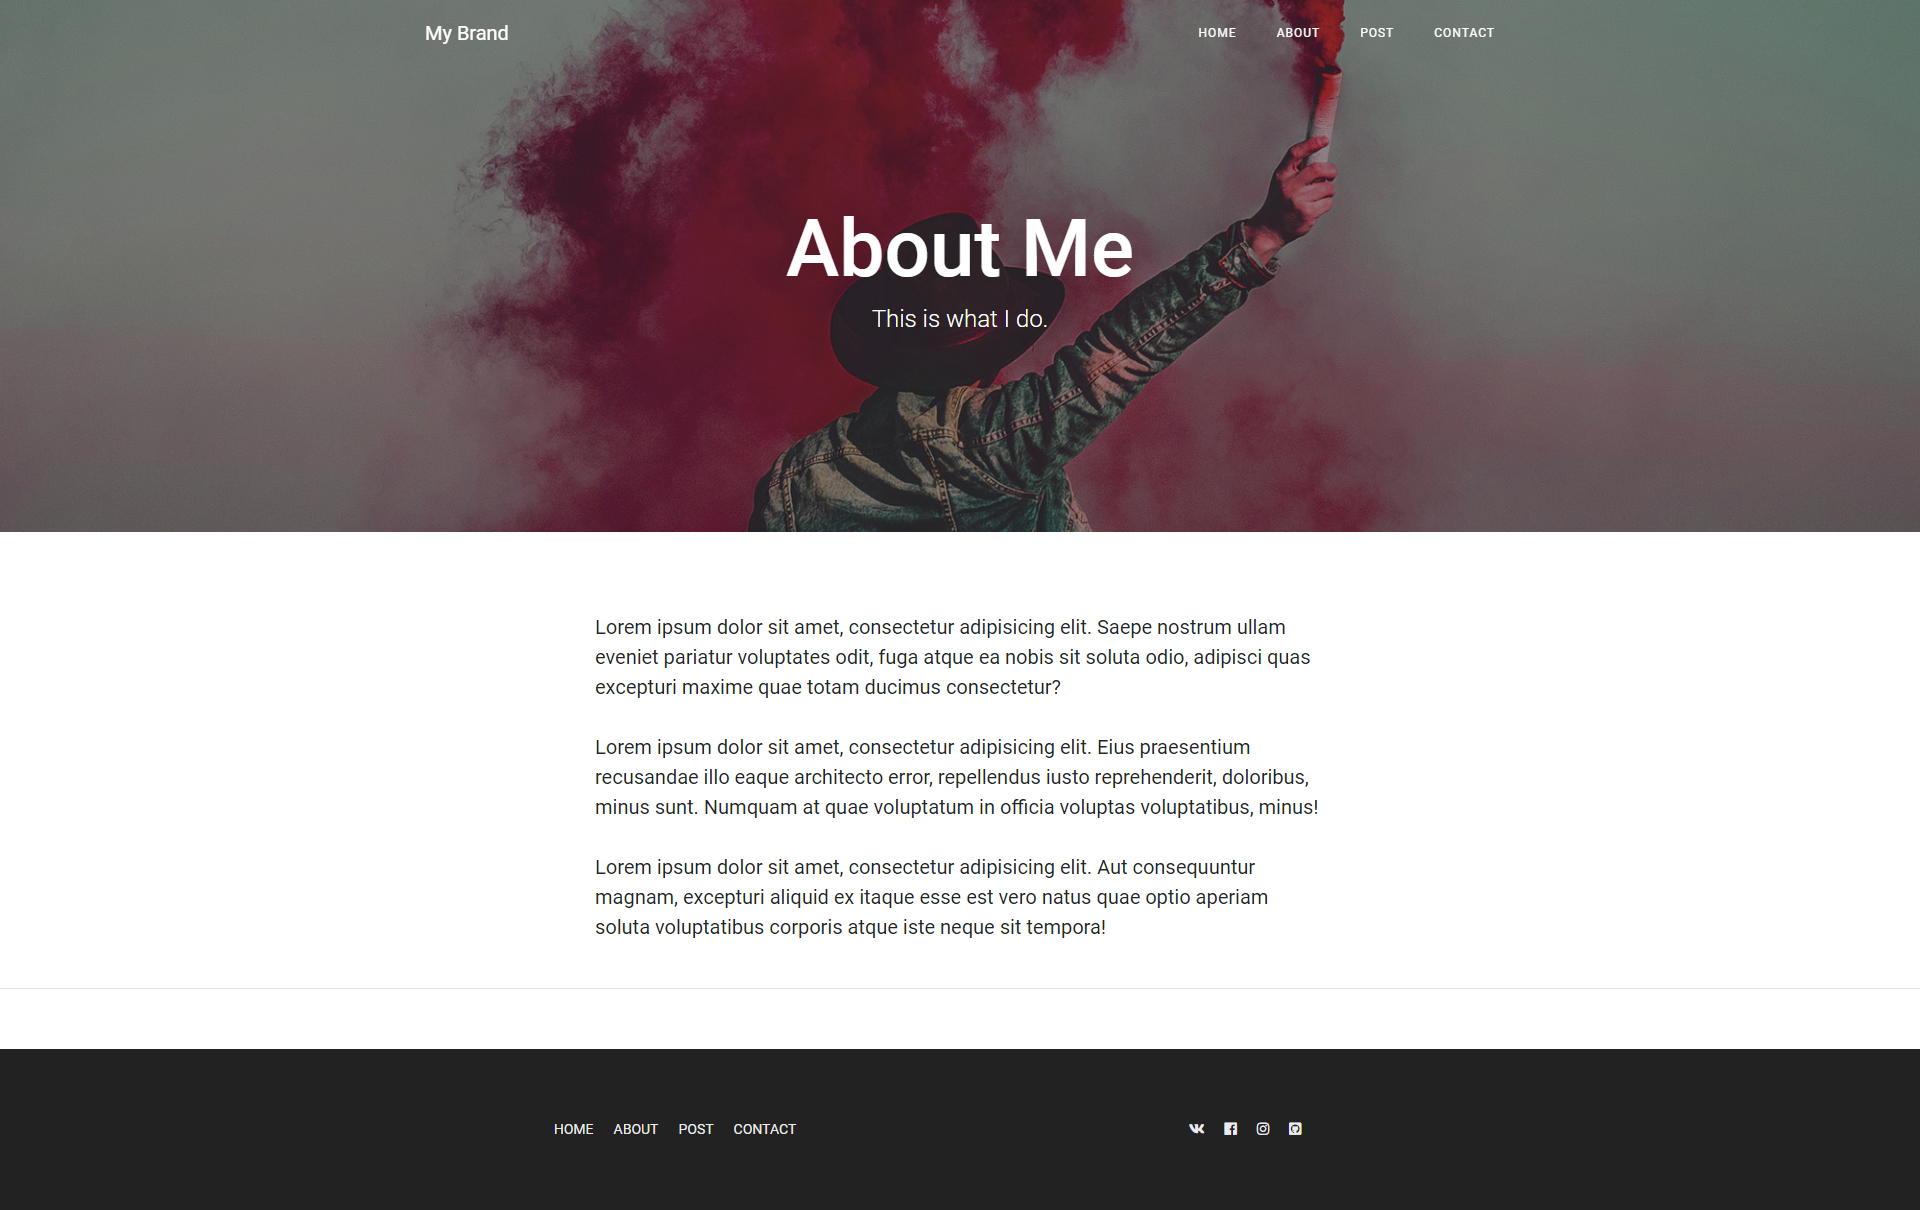 My Brand
HOME ABOUT POST CONTACT
About Me
This is what I do.
Lorem ipsum dolor sit amet, consectetur adipisicing elit. Saepe nostrum ullam
eveniet pariatur voluptates odit, fuga atque ea nobis sit soluta odio, adipisci quas
excepturi maxime quae totam ducimus consectetur?
Lorem ipsum dolor sit amet, consectetur adipisicing elit. Eius praesentium
recusandae illo eaque architecto error, repellendus iusto reprehenderit, doloribus,
minus sunt. Numquam at quae voluptatum in officia voluptas voluptatibus, minus!
Lorem ipsum dolor sit amet, consectetur adipisicing elit. Aut consequuntur
magnam, excepturi aliquid ex itaque esse est vero natus quae optio aperiam
soluta voluptatibus corporis atque iste neque sit tempora!
HOME ABOUT POST CONTACT